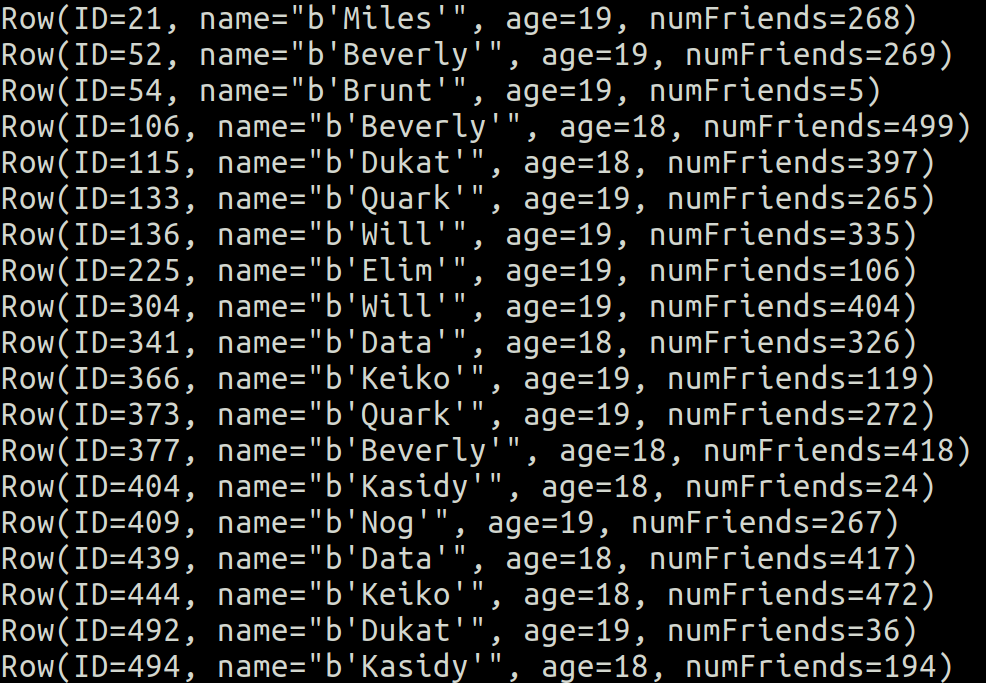 Row(ID=21, name="b'Miles'", age=19, numFriends=268)
Row(ID=52, name="b'Beverly'", age=19, numFriends=269)
Row(ID=54, name="b'Brunt'", age=19, numFriends=5)
Row(ID=106, name="b'Beverly'", age=18, numFriends=499)
Row(ID=115, name="b'Dukat'", age=18, numFriends=397)
Row(ID=133, name="b'Quark'", age=19, numFriends=265)
Row(ID=136, name="b'Will'", age=19, numFriends=335)
Row(ID=225, name="b'Elim'", age=19, numFriends=106)
Row(ID=304, name="b'Will'", age=19, numFriends=404)
Row(ID=341, name="b'Data'", age=18, numFriends=326)
Row(ID=366, name="b'Keiko'", age=19, numFriends=119)
Row(ID=373, name="b'Quark'", age=19, numFriends=272)
Row(ID=377, name="b'Beverly'", age=18, numFriends=418)
Row(ID=404, name="b'Kasidy'", age=18, numFriends=24)
Row(ID=409, name="b'Nog'", age=19, numFriends=267)
Row(ID=439, name="b'Data'", age=18, numFriends=417)
Row(ID=444, name="b'Keiko'", age=18, numFriends=472)
Row(ID=492, name="b'Dukat'", age=19, numFriends=36)
Row(ID=494, name="b'Kasidy'", age=18, numFriends=194)